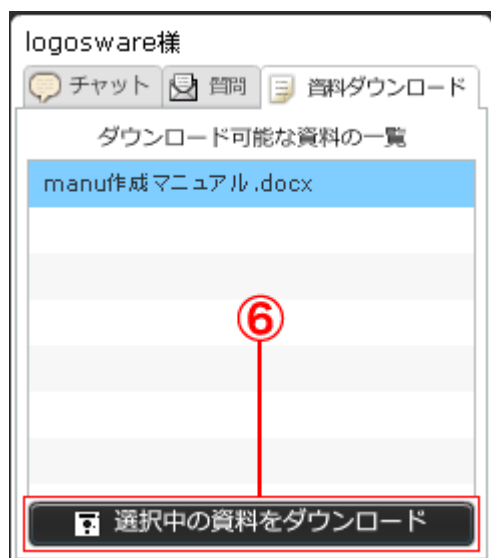 logosware様
チャット 質問 資料ダウンロード
ダウンロード可能な資料の一覧
manu作成マニュアル.docx
⑥
選択中の資料をダウンロード